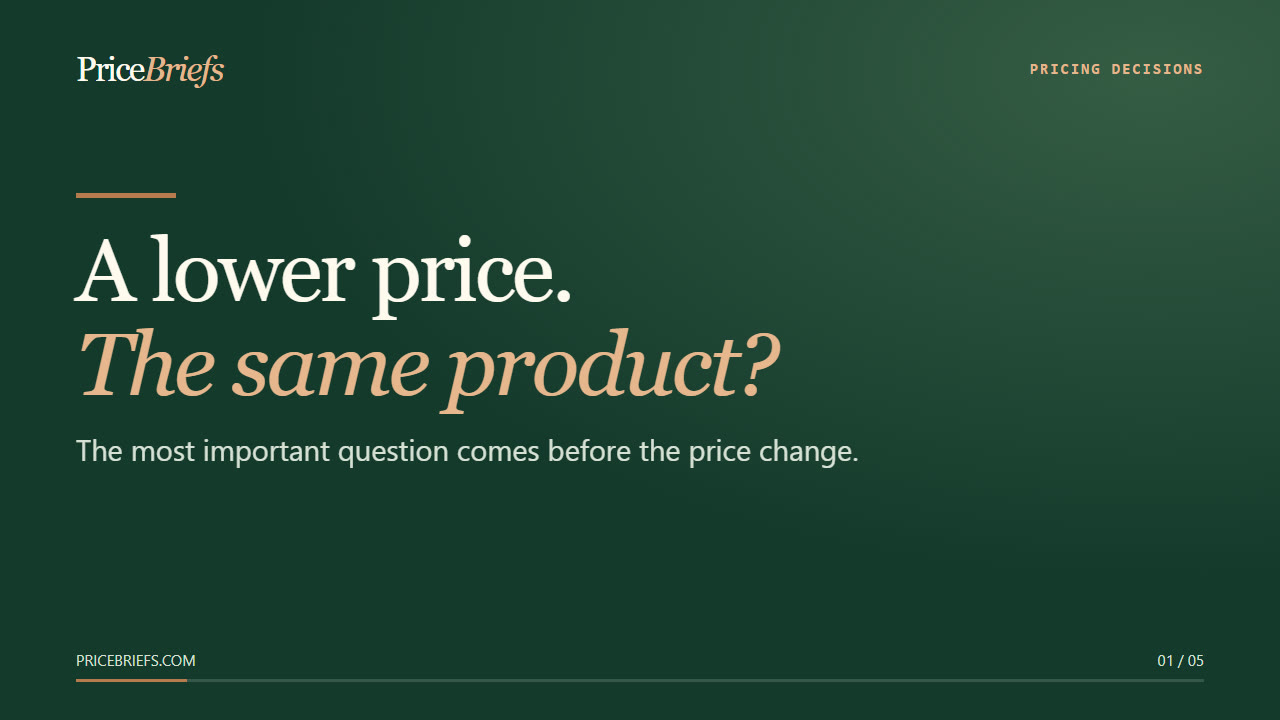 PriceBriefs
PRICING DECISIONS
A lower price.
The same product?
The most important question comes before the price change.
PRICEBRIEFS.COM
01 / 05